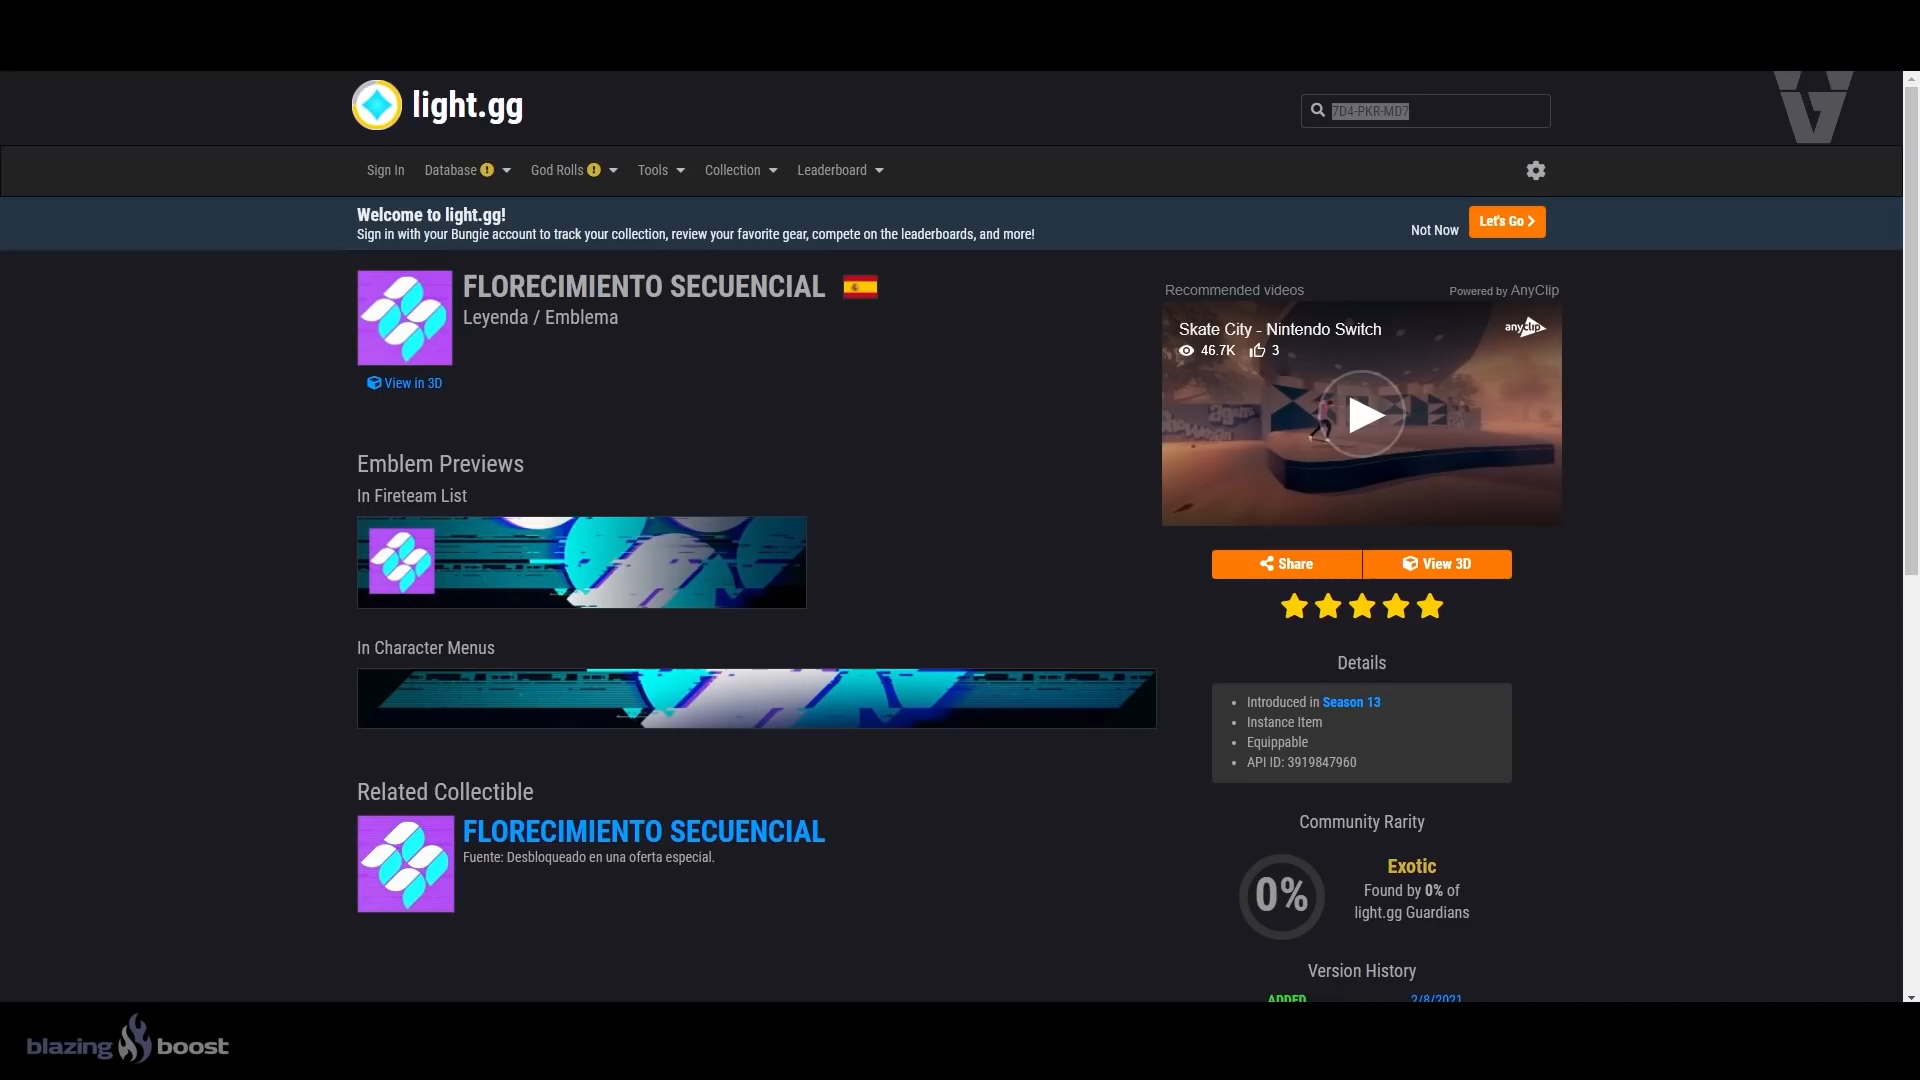 light.gg
7D4-PKR-MD7
Sign In
Database
God Rolls
Tools
Collection
Leaderboard
Welcome to light.gg!
Sign in with your Bungie account to track your collection, review your favorite gear, compete on the leaderboards, and more!
Not Now
Let's Go
FLORECIMIENTO SECUENCIAL
Leyenda / Emblema
View in 3D
Emblem Previews
In Fireteam List
In Character Menus
Related Collectible
FLORECIMIENTO SECUENCIAL
Fuente: Desbloqueado en una oferta especial.
Recommended videos
Powered by AnyClip
Skate City - Nintendo Switch
anyclip
46.7K
3
Share
View 3D
Details
Introduced in Season 13
Instance Item
Equippable
API ID: 3919847960
Community Rarity
0%
Exotic
Found by 0% of
light.gg Guardians
Version History
ADDED
2/8/2021
blazing boost